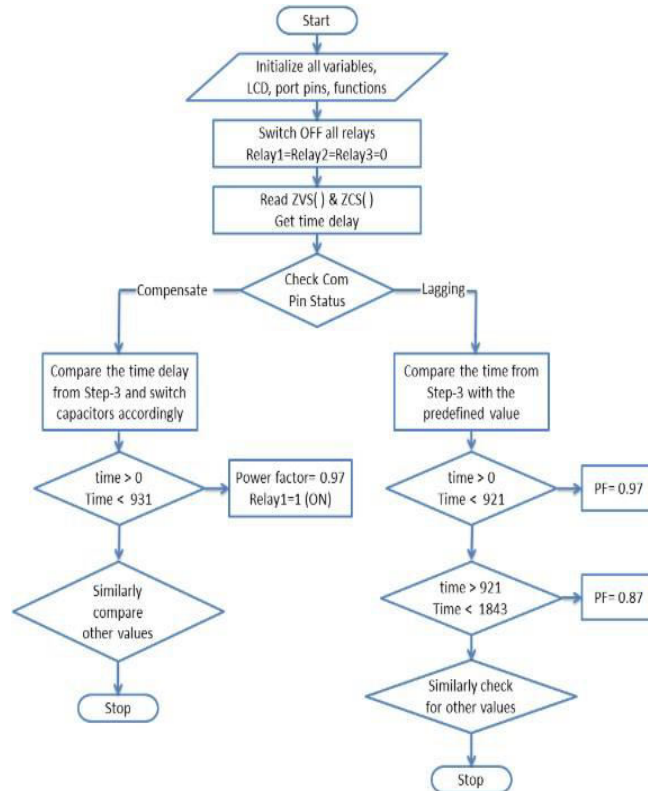 Start
Initialize all variables,
LCD, port pins, functions
Switch OFF all relays
Relay1=Relay2=Relay3=0
Read ZVS( ) & ZCS( )
Get time delay
Check Com
Pin Status
Compensate
Lagging
Compare the time delay
from Step-3 and switch
capacitors accordingly
Compare the time from
Step-3 with the
predefined value
time > 0
Time < 931
Power factor= 0.97
Relay1=1 (ON)
time > 0
Time < 921
PF= 0.97
Similarly
compare
other values
time > 921
Time < 1843
PF= 0.87
Stop
Similarly check
for other values
Stop